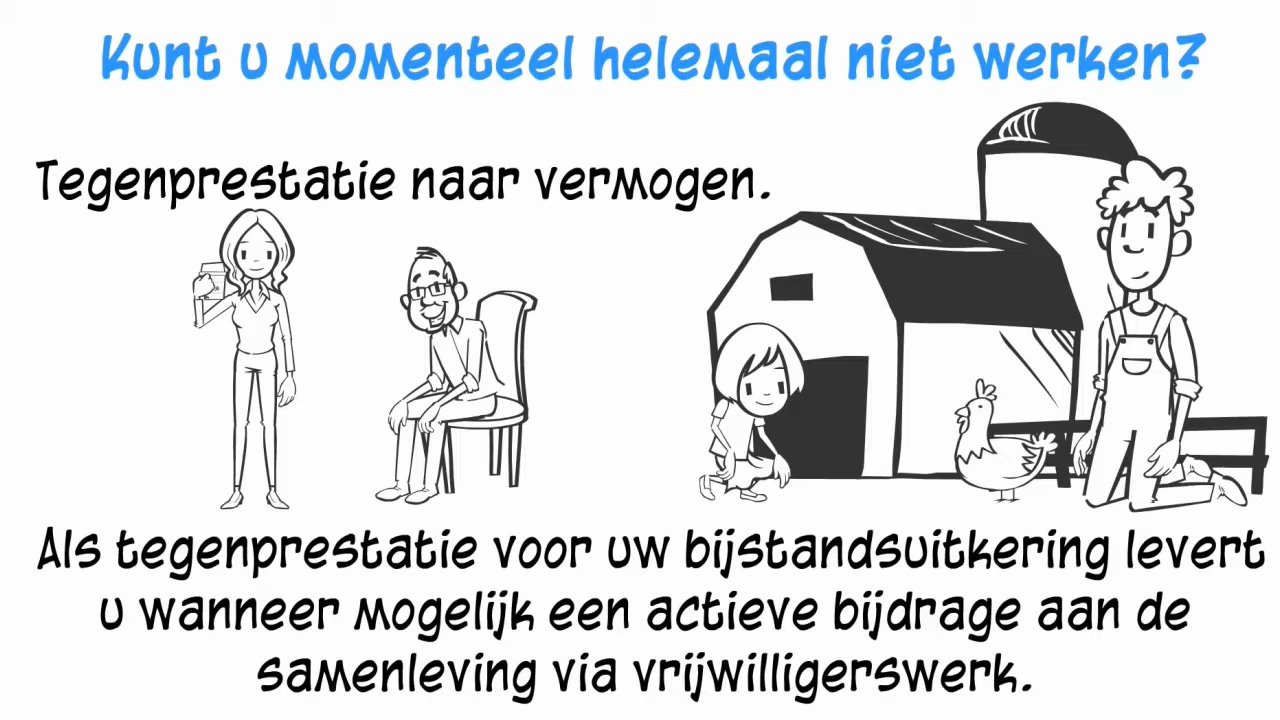 Kunt u momenteel helemaal niet werken?
Tegenprestatie naar vermogen.
Als tegenprestatie voor uw bijstandsuitkering levert
u wanneer mogelijk een actieve bijdrage aan de
samenleving via vrijwilligerswerk.